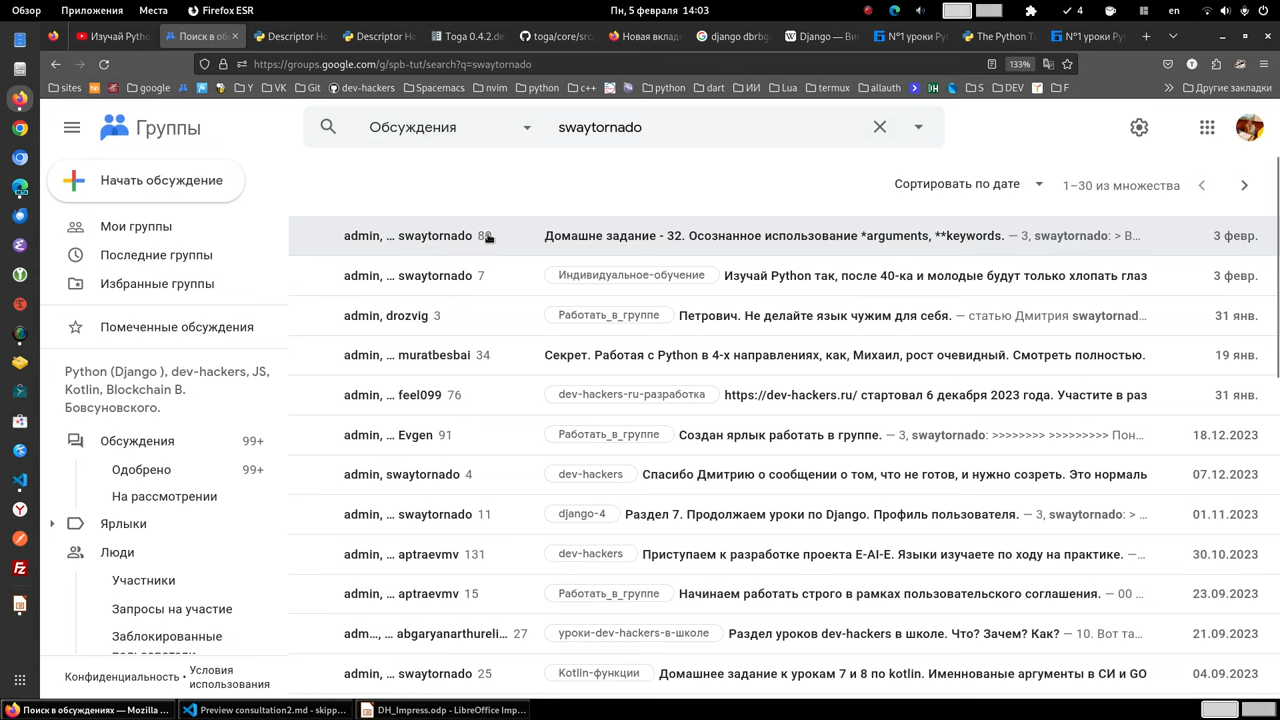 Обзор Приложения Места Firefox ESR Пн, 5 февраля 14:03 4 en
Изучай Pytho Поиск в об Descriptor Ho Descriptor Ho Toga 0.4.2.de toga/core/src Новая вклад django dbrbg Django — Ви N°1 уроки Py The Python Tu N°1 уроки Py
https://groups.google.com/g/spb-tut/search?q=swaytornado 133%
sites google Y VK Git dev-hackers Spacemacs nvim python c++ python dart ИИ Lua termux allauth S DEV F Другие закладки
Группы Обсуждения swaytornado
Начать обсуждение
Сортировать по дате 1–30 из множества
Мои группы
Последние группы
Избранные группы
Помеченные обсуждения
Python (Django ), dev-hackers, JS,
Kotlin, Blockchain В.
Бовсуновского.
Обсуждения 99+
Одобрено 99+
На рассмотрении
Ярлыки
Люди
Участники
Запросы на участие
Заблокированные
Конфиденциальность • Условия
использования
admin, ... swaytornado Домашне задание - 32. Осознанное использование *arguments, **keywords. — 3, swaytornado: > В... 3 февр.
admin, ... swaytornado 7 Индивидуальное-обучение Изучай Python так, после 40-ка и молодые будут только хлопать глаз 3 февр.
admin, drozvig 3 Работать_в_группе Петрович. Не делайте язык чужим для себя. — статью Дмитрия swaytornad... 31 янв.
admin, ... muratbesbai 34 Секрет. Работая с Python в 4-х направлениях, как, Михаил, рост очевидный. Смотреть полностью. 19 янв.
admin, ... feel099 76 dev-hackers-ru-разработка https://dev-hackers.ru/ стартовал 6 декабря 2023 года. Участите в раз 31 янв.
admin, ... Evgen 91 Работать_в_группе Создан ярлык работать в группе. — 3, swaytornado: >>>>>>>> >>>>>>>>> Пон... 18.12.2023
admin, swaytornado 4 dev-hackers Спасибо Дмитрию о сообщении о том, что не готов, и нужно созреть. Это нормаль 07.12.2023
admin, ... swaytornado 11 django-4 Раздел 7. Продолжаем уроки по Django. Профиль пользователя. — 3, swaytornado: > ... 01.11.2023
admin, ... aptraevmv 131 dev-hackers Приступаем к разработке проекта E-AI-E. Языки изучаете по ходу на практике. —... 30.10.2023
admin, ... aptraevmv 15 Работать_в_группе Начинаем работать строго в рамках пользовательского соглашения. — 00 ... 23.09.2023
adm..., ... abgaryanarthureli... 27 уроки-dev-hackers-в-школе Раздел уроков dev-hackers в школе. Что? Зачем? Как? — 10. Вот та... 21.09.2023
admin, ... swaytornado 25 Kotlin-функции Домашнее задание к урокам 7 и 8 по kotlin. Именнованые аргументы в СИ и GO 04.09.2023
Поиск в обсуждениях — Mozilla ... Preview consultation2.md - skipp... DH_Impress.odp - LibreOffice Imp...